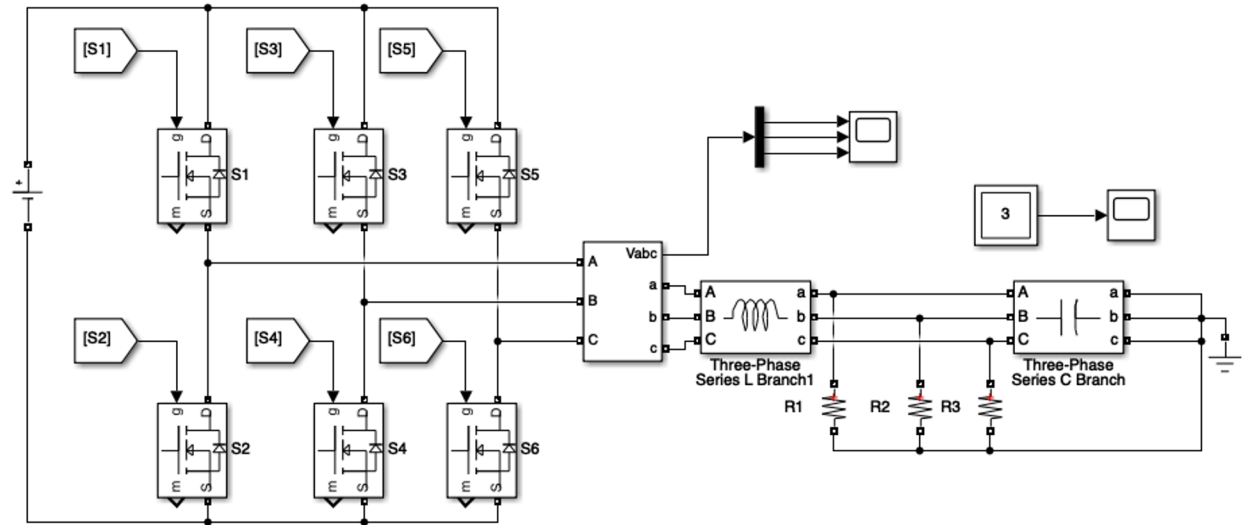 [S1]
[S3]
[S5]
g D
S1
m S
g D
S3
m S
g D
S5
m S
+
3
Vabc
A
B
C
a
b
c
A a
B b
C c
Three-Phase
Series L Branch1
A a
B b
C c
Three-Phase
Series C Branch
[S2]
[S4]
[S6]
R1
R2
R3
g D
S2
m S
g D
S4
m S
g D
S6
m S